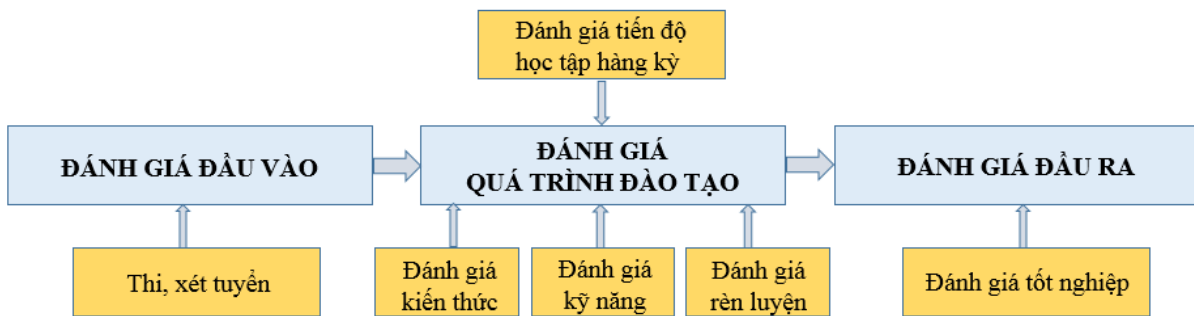 Đánh giá tiến độ
học tập hàng kỳ
ĐÁNH GIÁ ĐẦU VÀO
ĐÁNH GIÁ
QUÁ TRÌNH ĐÀO TẠO
ĐÁNH GIÁ ĐẦU RA
Thi, xét tuyển
Đánh giá
kiến thức
Đánh giá
kỹ năng
Đánh giá
rèn luyện
Đánh giá tốt nghiệp